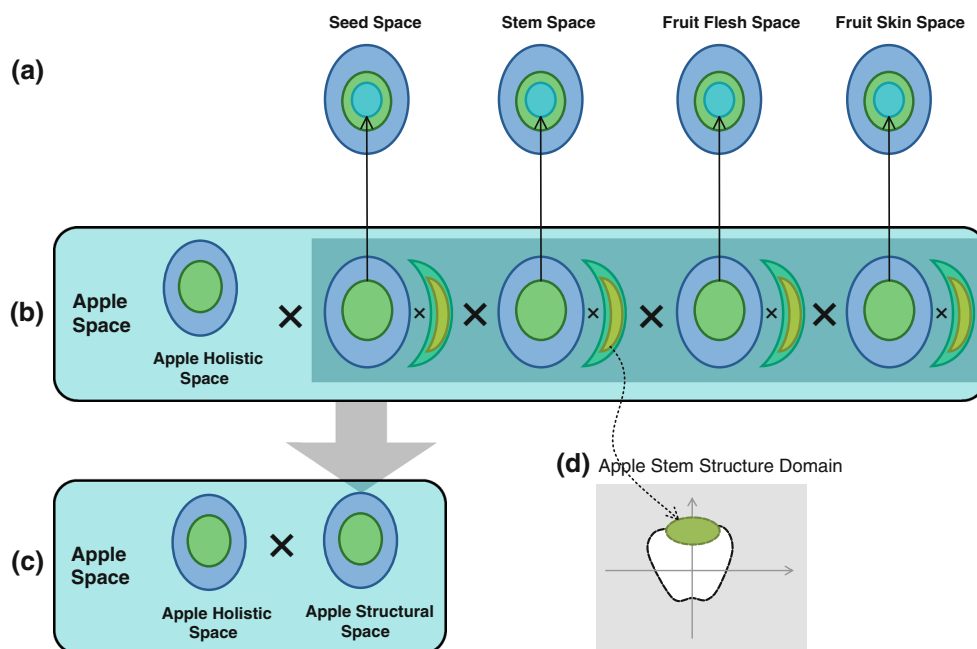 Seed Space
Stem Space
Fruit Flesh Space
Fruit Skin Space
(a)
(b)
Apple
Space
Apple Holistic
Space
×
×
×
×
×
×
×
×
(c)
Apple
Space
×
Apple Holistic
Space
Apple Structural
Space
(d) Apple Stem Structure Domain